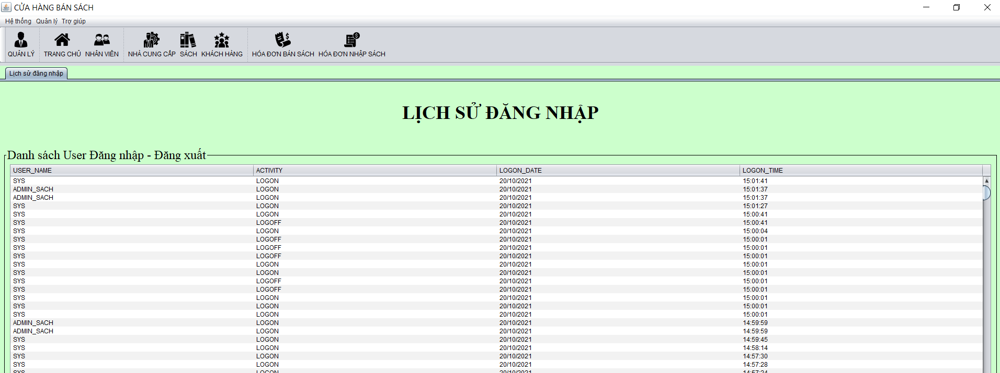 CỬA HÀNG BÁN SÁCH
Hệ thống Quản lý Trợ giúp
QUẢN LÝ TRANG CHỦ NHÂN VIÊN NHÀ CUNG CẤP SÁCH KHÁCH HÀNG HÓA ĐƠN BÁN SÁCH HÓA ĐƠN NHẬP SÁCH
Lịch sử đăng nhập
LỊCH SỬ ĐĂNG NHẬP
Danh sách User Đăng nhập - Đăng xuất
USER_NAME ACTIVITY LOGON_DATE LOGON_TIME
SYS LOGON 20/10/2021 15:01:41
ADMIN_SACH LOGON 20/10/2021 15:01:37
ADMIN_SACH LOGON 20/10/2021 15:01:37
SYS LOGON 20/10/2021 15:01:27
SYS LOGON 20/10/2021 15:00:41
SYS LOGOFF 20/10/2021 15:00:41
SYS LOGON 20/10/2021 15:00:04
SYS LOGOFF 20/10/2021 15:00:01
SYS LOGOFF 20/10/2021 15:00:01
SYS LOGOFF 20/10/2021 15:00:01
SYS LOGON 20/10/2021 15:00:01
SYS LOGON 20/10/2021 15:00:01
SYS LOGOFF 20/10/2021 15:00:01
SYS LOGOFF 20/10/2021 15:00:01
SYS LOGON 20/10/2021 15:00:01
SYS LOGON 20/10/2021 15:00:01
SYS LOGON 20/10/2021 15:00:01
ADMIN_SACH LOGON 20/10/2021 14:59:59
ADMIN_SACH LOGON 20/10/2021 14:59:59
SYS LOGON 20/10/2021 14:59:45
SYS LOGON 20/10/2021 14:58:14
SYS LOGON 20/10/2021 14:57:30
SYS LOGON 20/10/2021 14:57:28
SYS LOGON 20/10/2021 14:57:24